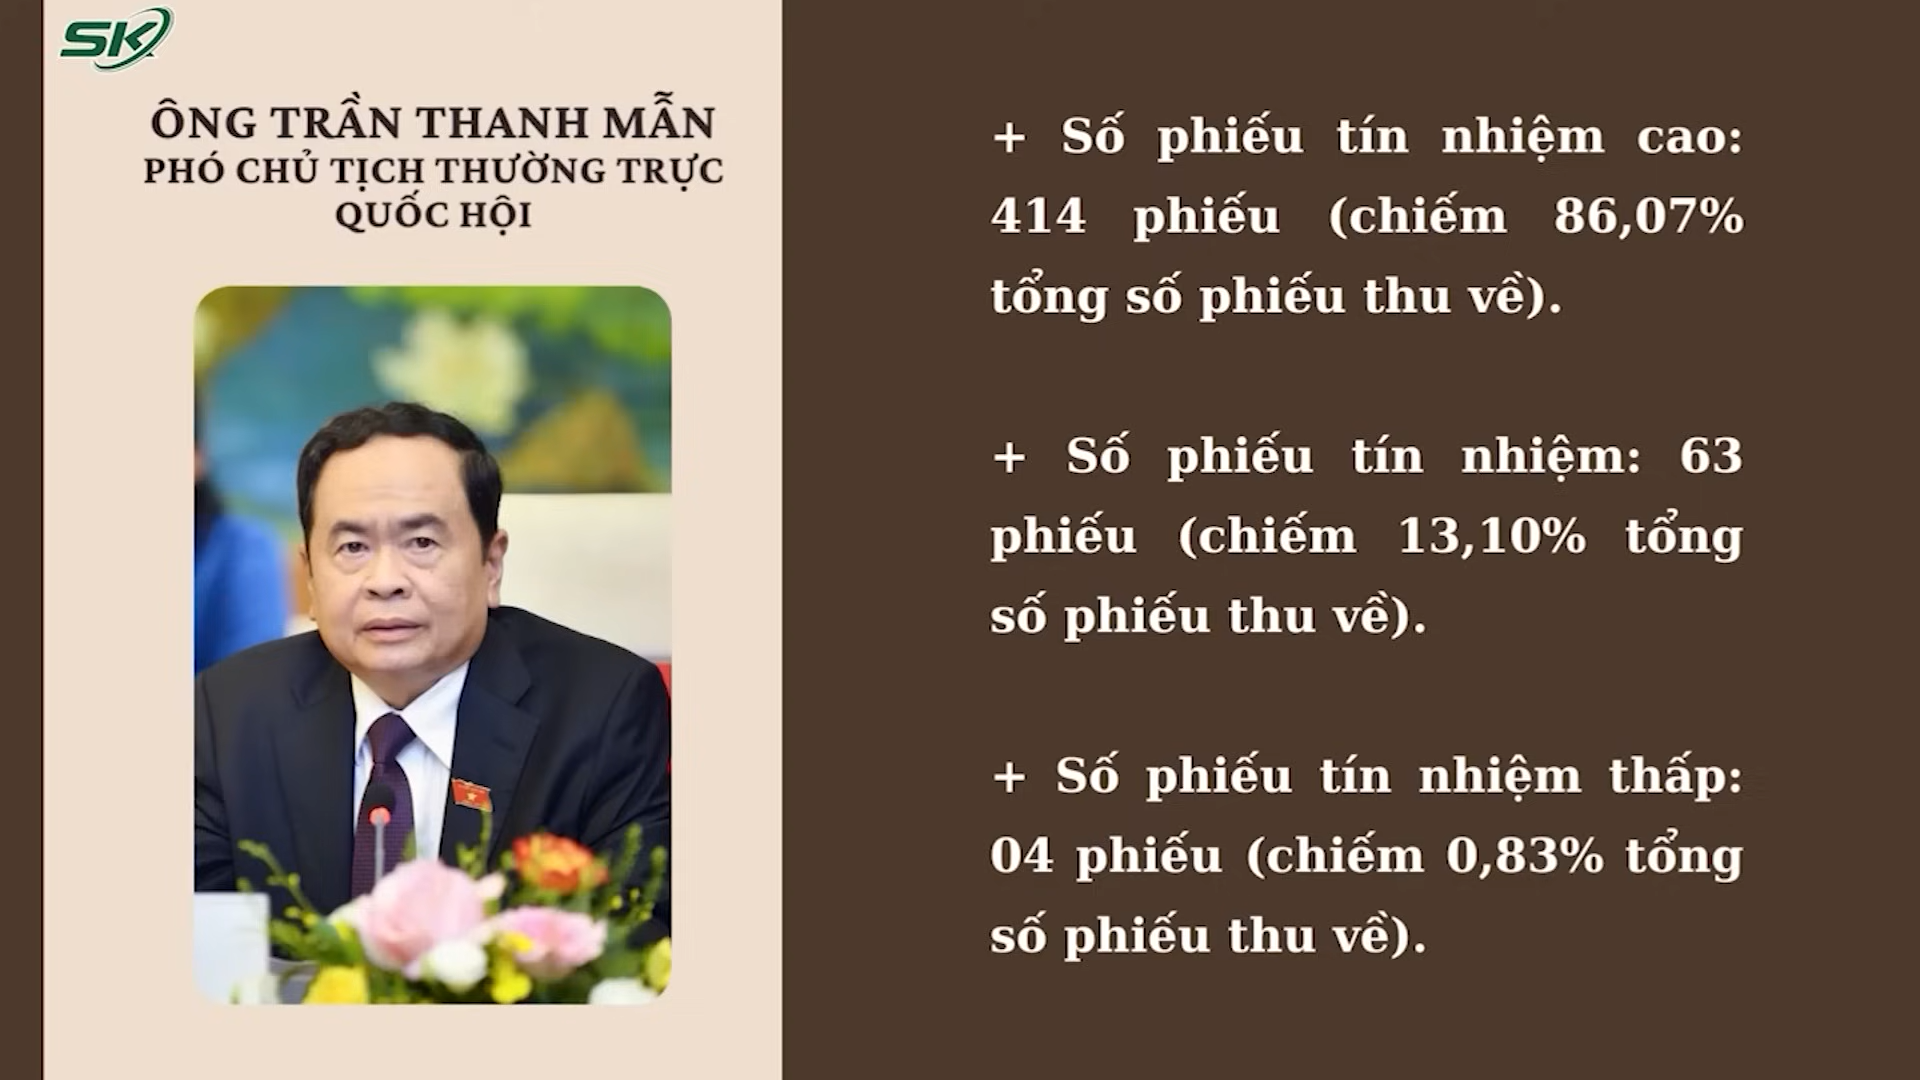 SK
ÔNG TRẦN THANH MẪN
PHÓ CHỦ TỊCH THƯỜNG TRỰC
QUỐC HỘI
+ Số phiếu tín nhiệm cao:
414 phiếu (chiếm 86,07%
tổng số phiếu thu về).
+ Số phiếu tín nhiệm: 63
phiếu (chiếm 13,10% tổng
số phiếu thu về).
+ Số phiếu tín nhiệm thấp:
04 phiếu (chiếm 0,83% tổng
số phiếu thu về).